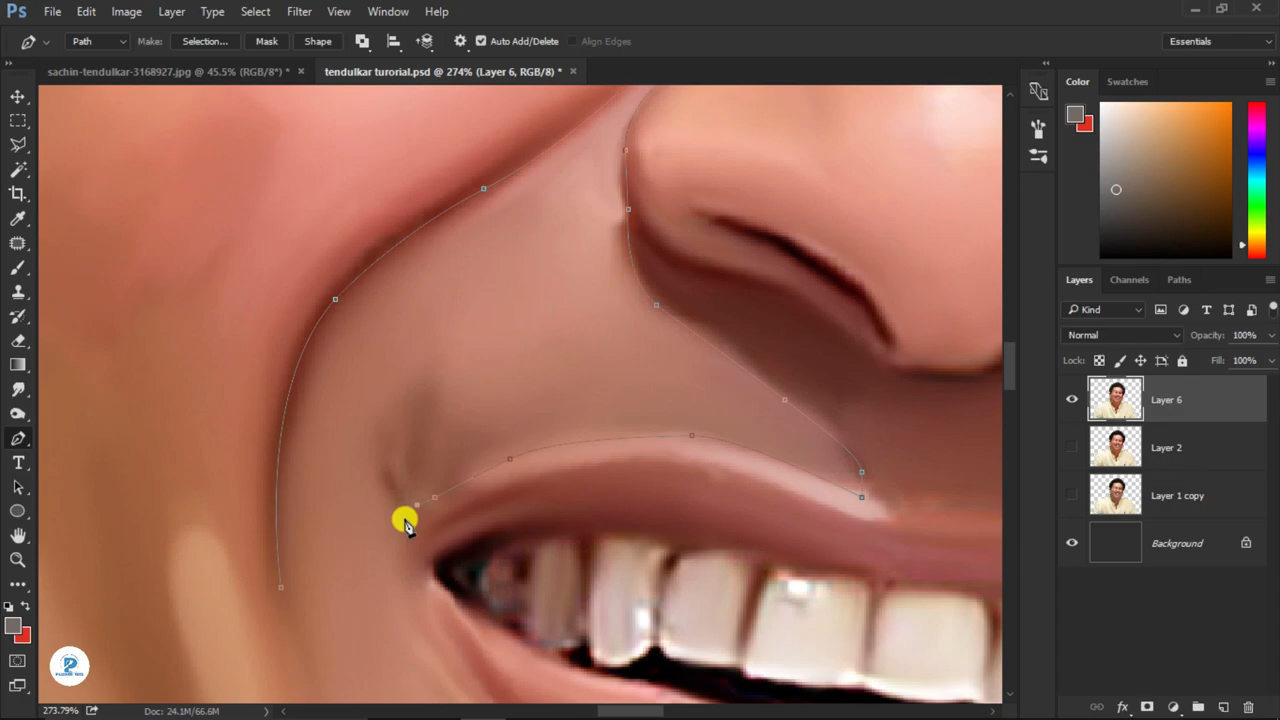 Ps File Edit Image Layer Type Select Filter View Window Help
Path Make: Selection... Mask Shape Auto Add/Delete Align Edges Essentials
sachin-tendulkar-3168927.jpg @ 45.5% (RGB/8*) * × tendulkar turorial.psd @ 274% (Layer 6, RGB/8) * ×
Color Swatches
Layers Channels Paths
Kind
Normal Opacity: 100%
Lock: Fill: 100%
Layer 6
Layer 2
Layer 1 copy
Background
273.79% Doc: 24.1M/66.6M